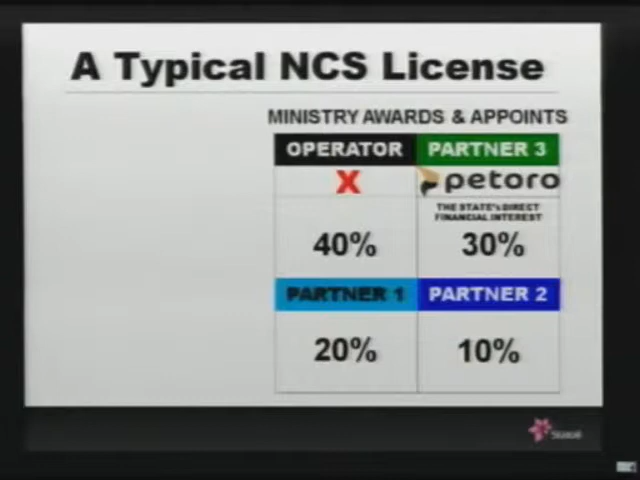 A Typical NCS License
MINISTRY AWARDS & APPOINTS
OPERATOR PARTNER 3
X petoro
THE STATE's DIRECT
FINANCIAL INTEREST
40% 30%
PARTNER 1 PARTNER 2
20% 10%
Statoil